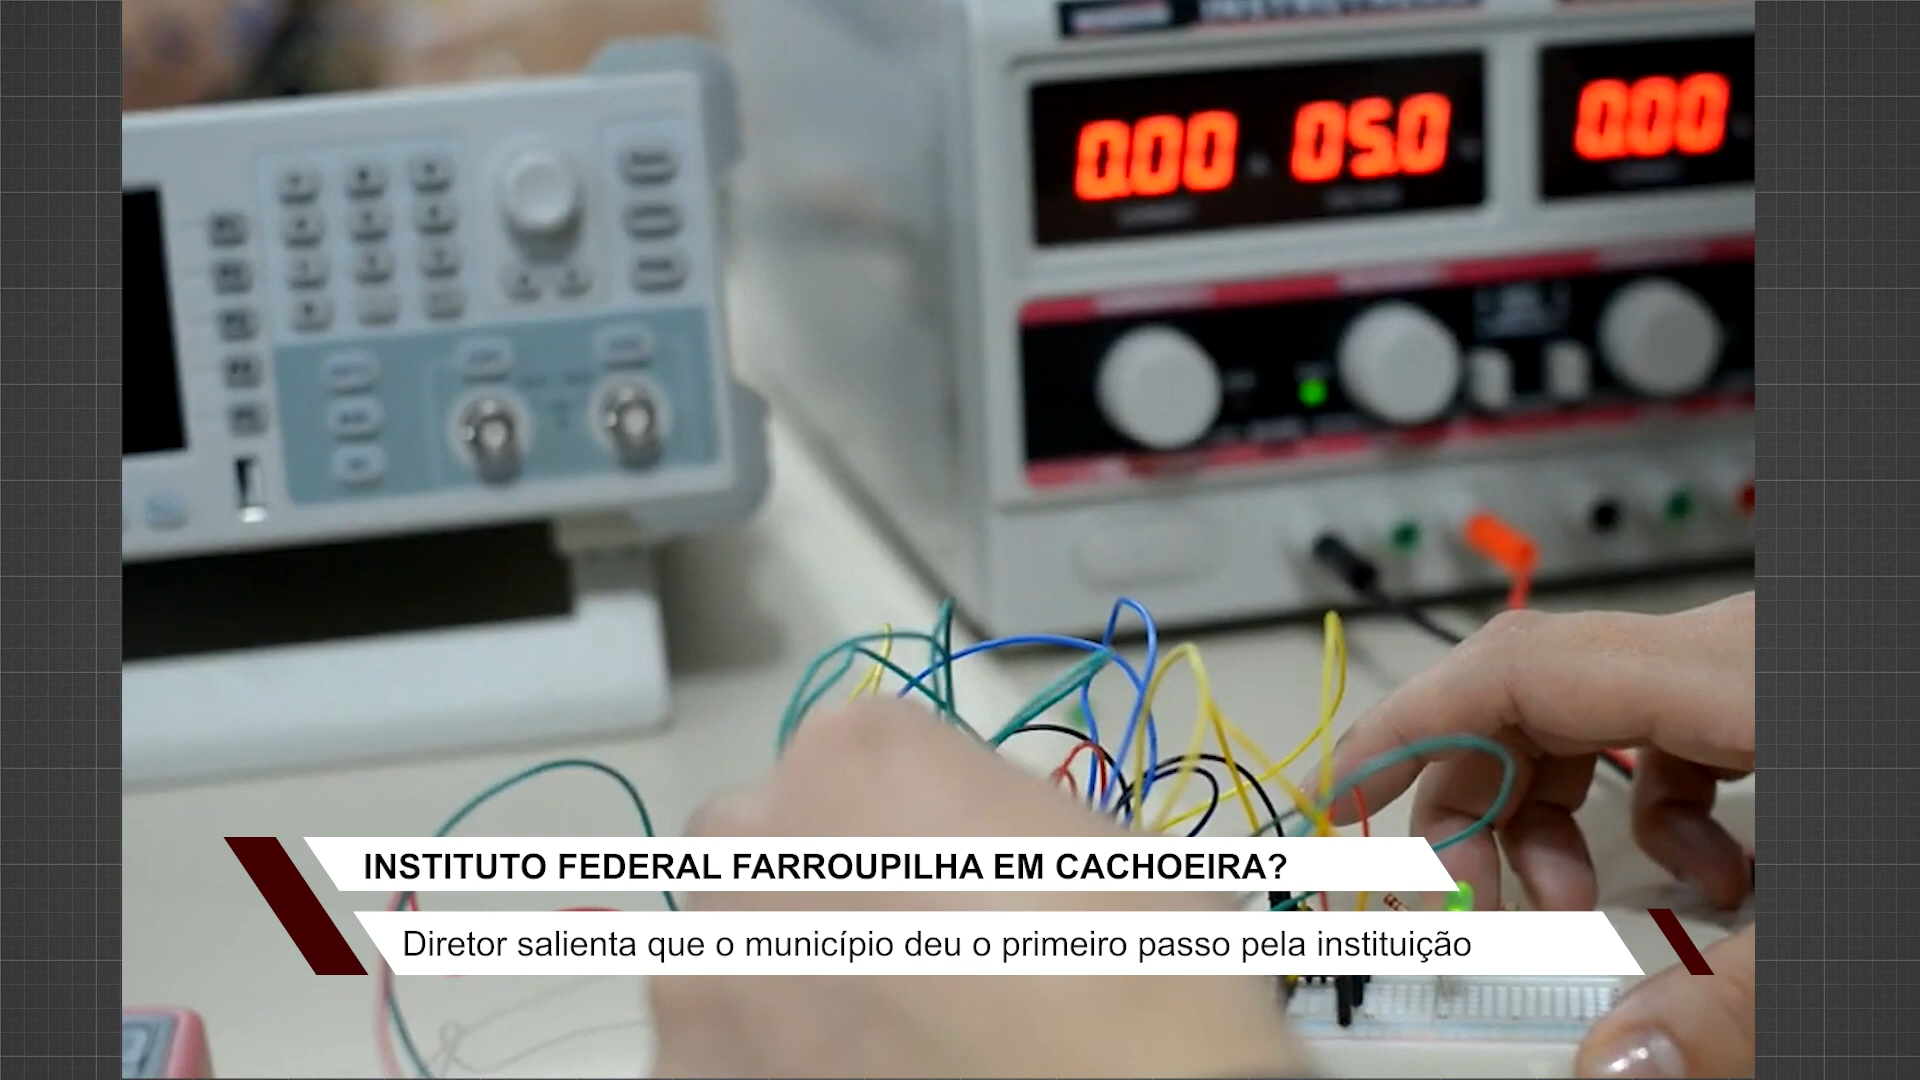 0.00 05.0 0.00
INSTITUTO FEDERAL FARROUPILHA EM CACHOEIRA?
Diretor salienta que o município deu o primeiro passo pela instituição